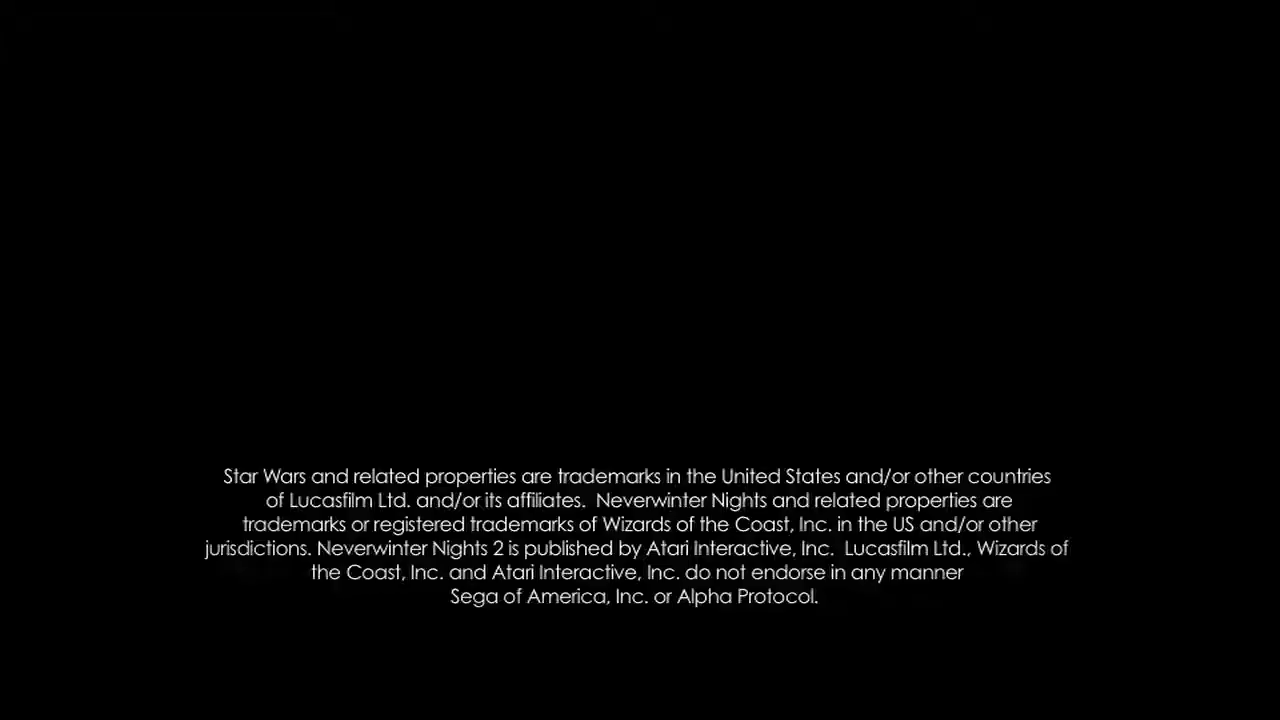 Star Wars and related properties are trademarks in the United States and/or other countries
of Lucasfilm Ltd. and/or its affiliates.  Neverwinter Nights and related properties are
trademarks or registered trademarks of Wizards of the Coast, Inc. in the US and/or other
jurisdictions. Neverwinter Nights 2 is published by Atari Interactive, Inc.  Lucasfilm Ltd., Wizards of
the Coast, Inc. and Atari Interactive, Inc. do not endorse in any manner
Sega of America, Inc. or Alpha Protocol.